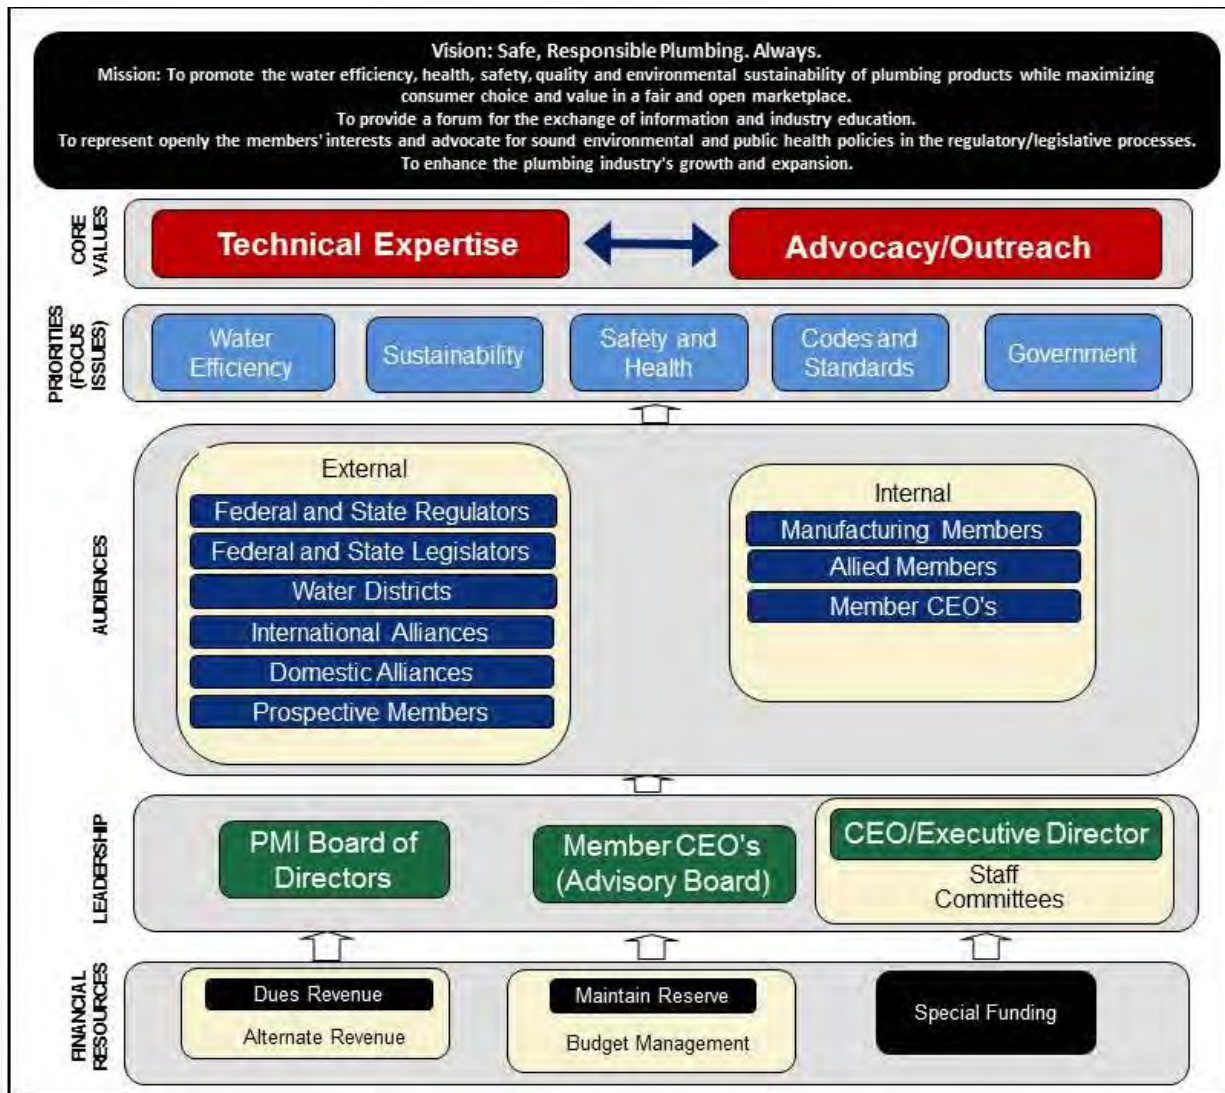 Vision: Safe, Responsible Plumbing. Always.
Mission: To promote the water efficiency, health, safety, quality and environmental sustainability of plumbing products while maximizing
consumer choice and value in a fair and open marketplace.
To provide a forum for the exchange of information and industry education.
To represent openly the members' interests and advocate for sound environmental and public health policies in the regulatory/legislative processes.
To enhance the plumbing industry's growth and expansion.
CORE
VALUES
Technical Expertise
Advocacy/Outreach
PRIORITIES
(FOCUS
ISSUES)
Water
Efficiency
Sustainability
Safety and
Health
Codes and
Standards
Government
AUDIENCES
External
Federal and State Regulators
Federal and State Legislators
Water Districts
International Alliances
Domestic Alliances
Prospective Members
Internal
Manufacturing Members
Allied Members
Member CEO's
LEADERSHIP
PMI Board of
Directors
Member CEO's
(Advisory Board)
CEO/Executive Director
Staff
Committees
FINANCIAL
RESOURCES
Dues Revenue
Alternate Revenue
Maintain Reserve
Budget Management
Special Funding